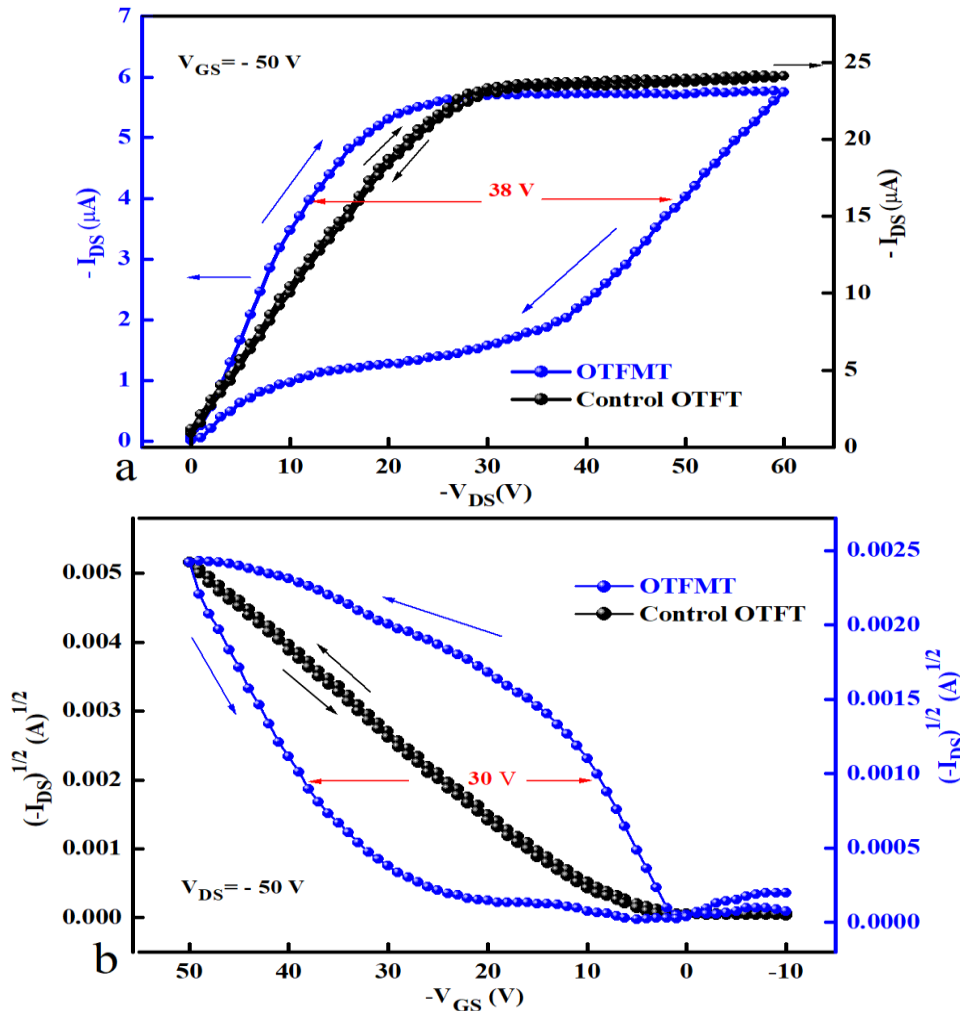 V_GS= - 50 V
7
6
5
4
3
2
1
0
- I_DS (μA)
25
20
15
10
5
0
- I_DS (μA)
38 V
OTFMT
Control OTFT
0 10 20 30 40 50 60
-V_DS(V)
a
OTFMT
Control OTFT
0.005
0.004
0.003
0.002
0.001
0.000
(-I_DS)^1/2 (A)^1/2
0.0025
0.0020
0.0015
0.0010
0.0005
0.0000
(-I_DS)^1/2 (A)^1/2
30 V
V_DS= - 50 V
50 40 30 20 10 0 -10
-V_GS (V)
b